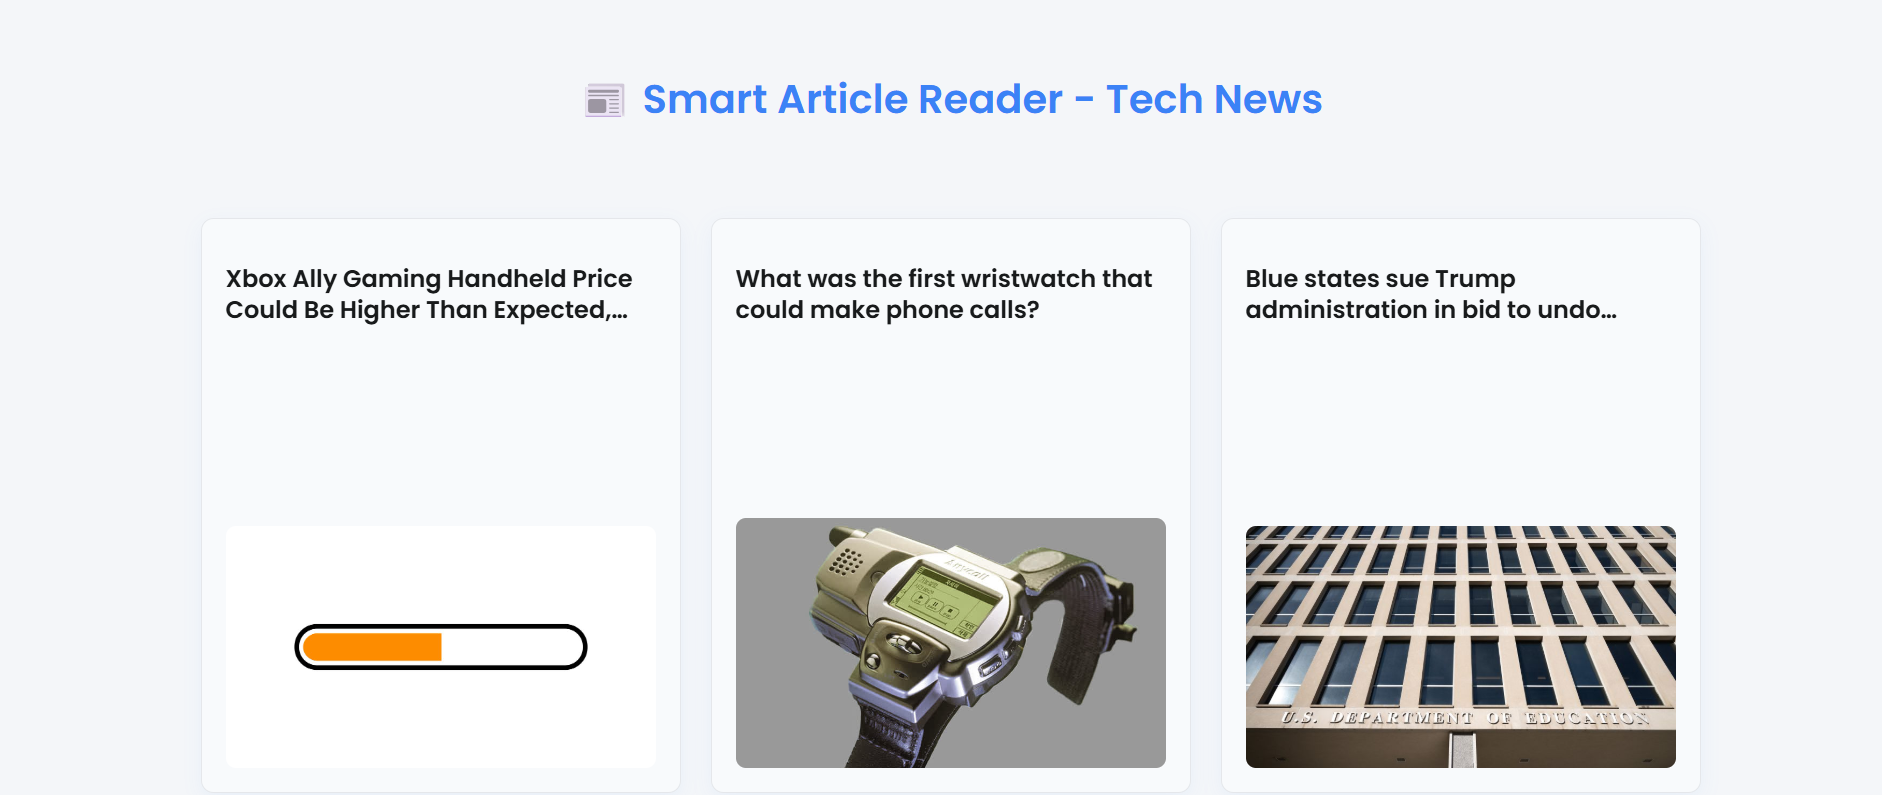 Smart Article Reader - Tech News
Xbox Ally Gaming Handheld Price
Could Be Higher Than Expected,...
What was the first wristwatch that
could make phone calls?
Blue states sue Trump
administration in bid to undo...
Anycall
U.S. DEPARTMENT OF EDUCATION